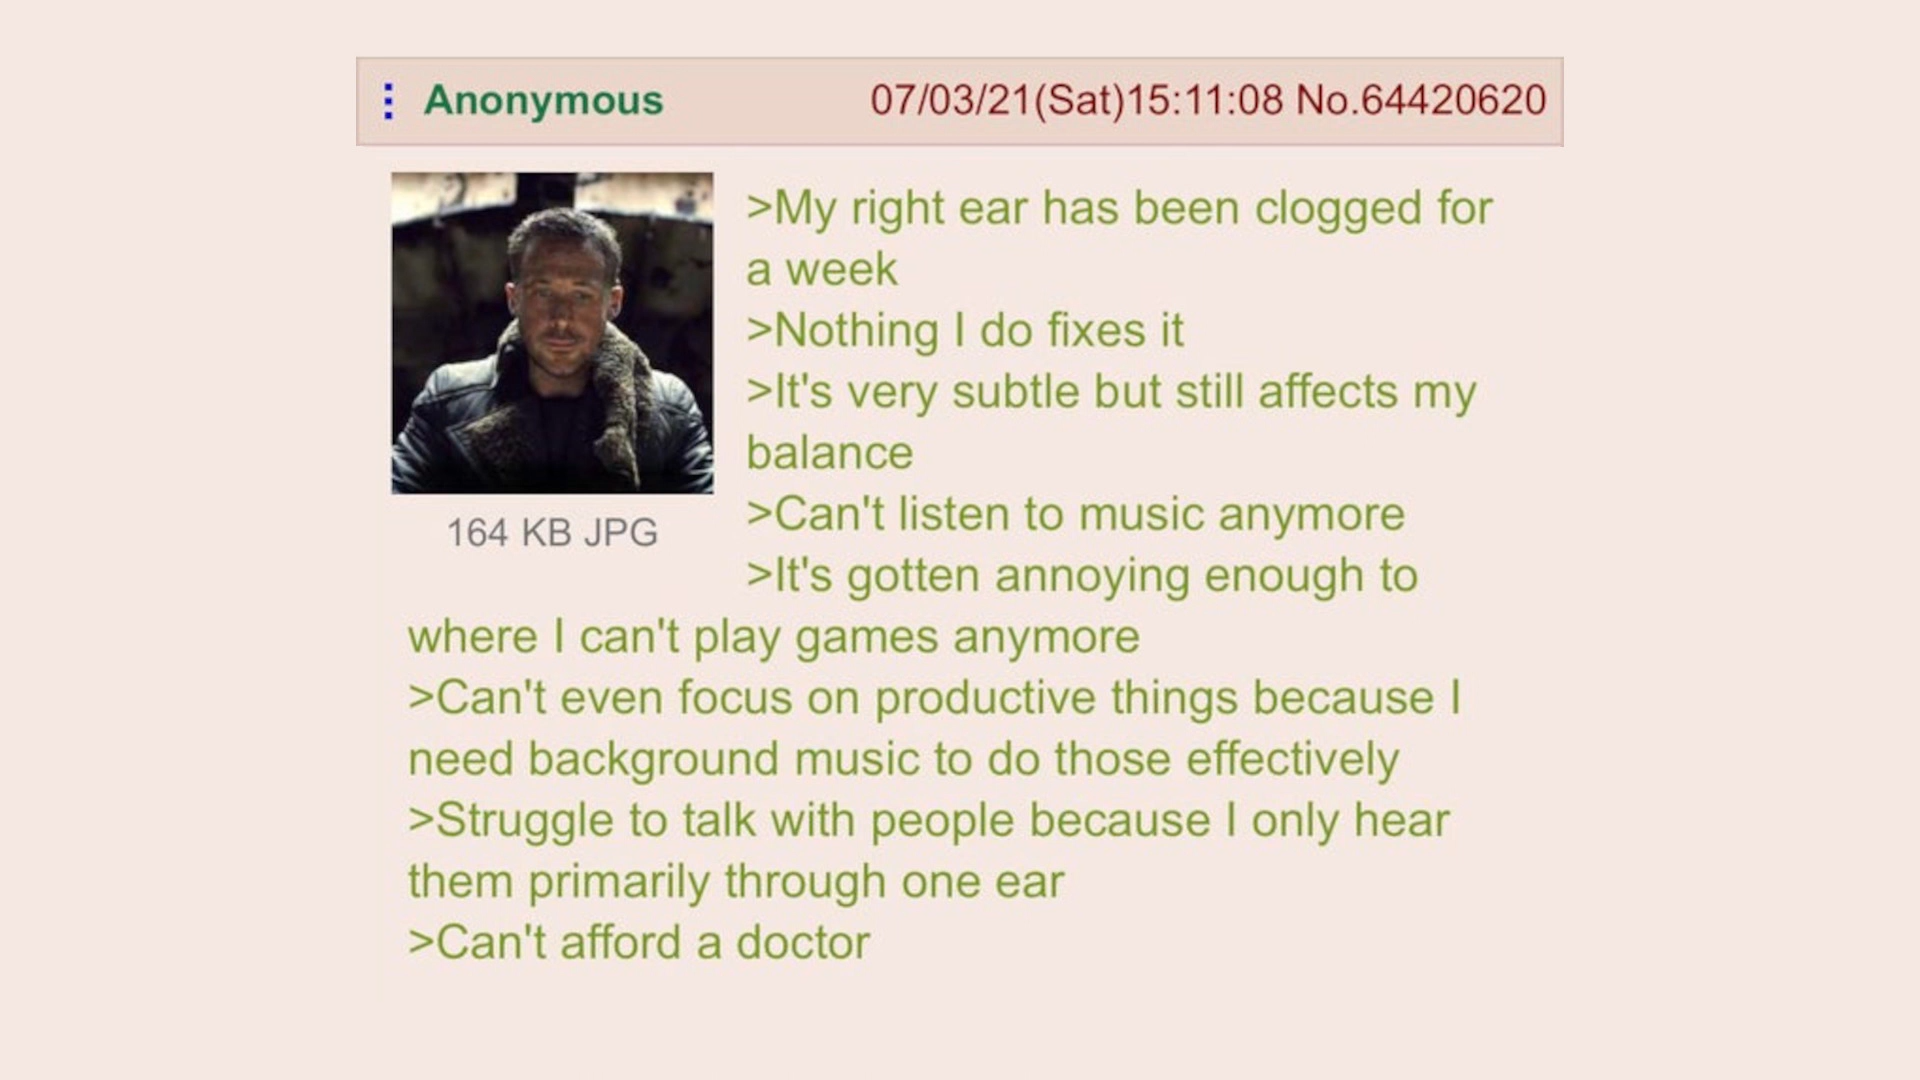 Anonymous 07/03/21(Sat)15:11:08 No.64420620
>My right ear has been clogged for
a week
>Nothing I do fixes it
>It's very subtle but still affects my
balance
>Can't listen to music anymore
164 KB JPG
>It's gotten annoying enough to
where I can't play games anymore
>Can't even focus on productive things because I
need background music to do those effectively
>Struggle to talk with people because I only hear
them primarily through one ear
>Can't afford a doctor